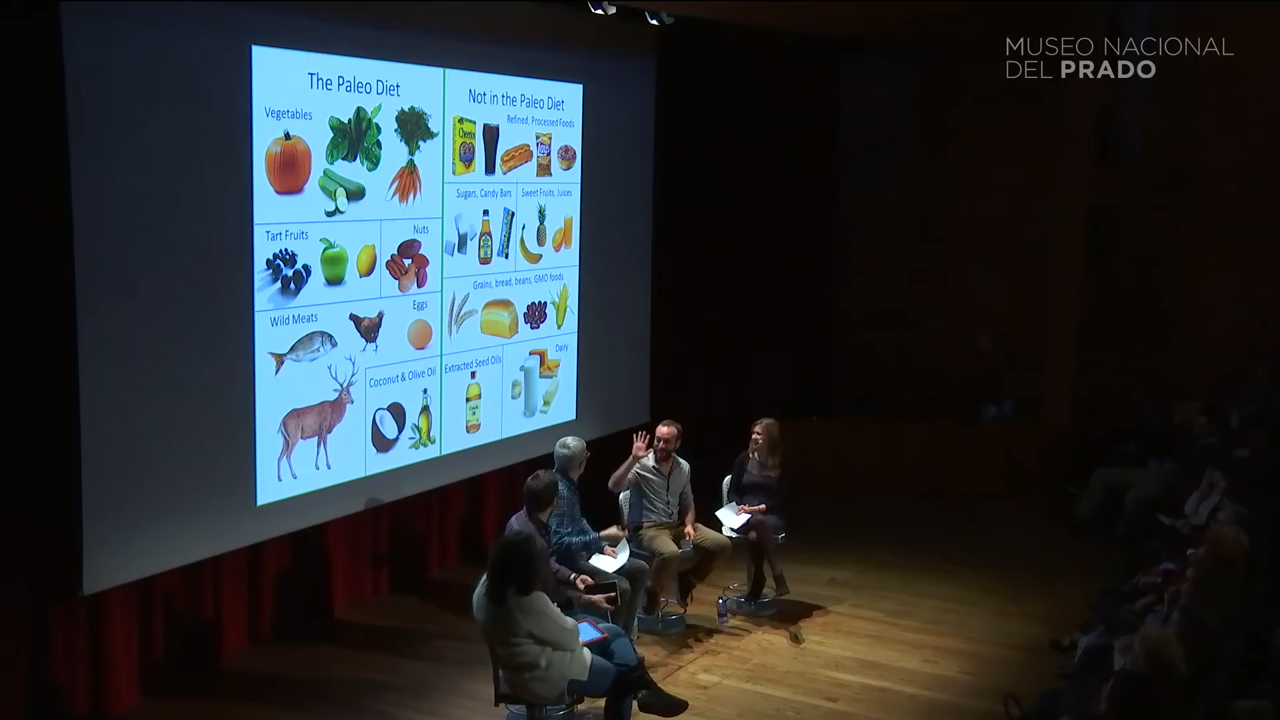 MUSEO NACIONAL
DEL PRADO
The Paleo Diet
Vegetables
Tart Fruits
Nuts
Wild Meats
Eggs
Coconut & Olive Oil
Not in the Paleo Diet
Refined, Processed Foods
Cheerios
Lay's
Sugars, Candy Bars
Sweet Fruits, Juices
Grains, bread, beans, GMO foods
Extracted Seed Oils
Dairy